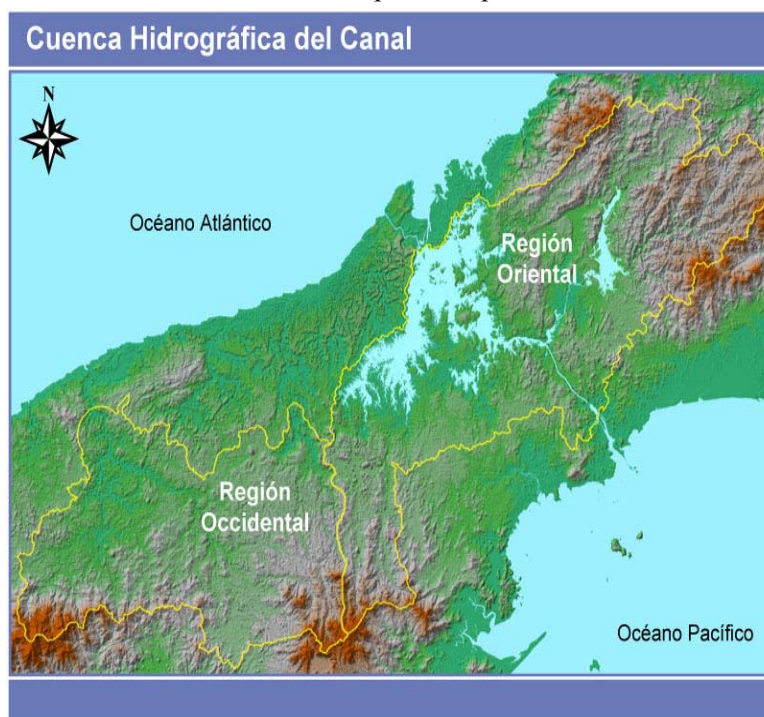 Cuenca Hidrográfica del Canal
N
Océano Atlántico
Región
Oriental
Región
Occidental
Océano Pacífico